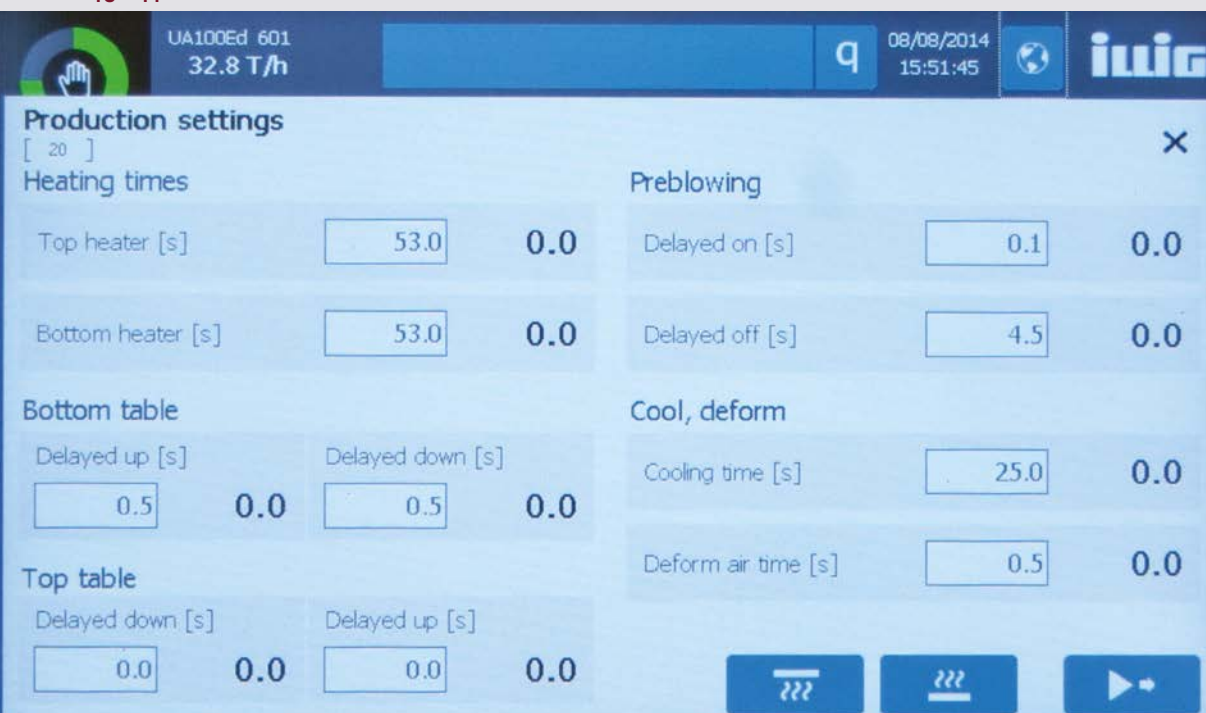 UA100Ed 601
32.8 T/h
q
08/08/2014
15:51:45
illig
Production settings
[ 20 ]
Heating times
Top heater [s] 53.0 0.0
Bottom heater [s] 53.0 0.0
Bottom table
Delayed up [s] Delayed down [s]
0.5 0.0 0.5 0.0
Top table
Delayed down [s] Delayed up [s]
0.0 0.0 0.0 0.0
Preblowing
Delayed on [s] 0.1 0.0
Delayed off [s] 4.5 0.0
Cool, deform
Cooling time [s] 25.0 0.0
Deform air time [s] 0.5 0.0